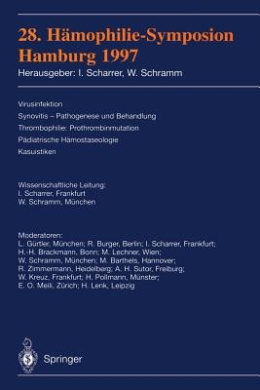 28. Hämophilie-Symposion
Hamburg 1997
Herausgeber: I. Scharrer, W. Schramm
Virusinfektion
Synovitis – Pathogenese und Behandlung
Thrombophilie: Prothrombinmutation
Pädiatrische Hämostaseologie
Kasuistiken
Wissenschaftliche Leitung:
I. Scharrer, Frankfurt
W. Schramm, München
Moderatoren:
L. Gürtler, München; R. Burger, Berlin; I. Scharrer, Frankfurt;
H.-H. Brackmann, Bonn; M. Lechner, Wien;
W. Schramm, München; M. Barthels, Hannover;
R. Zimmermann, Heidelberg; A. H. Sutor, Freiburg;
W. Kreuz, Frankfurt; H. Pollmann, Münster;
E. O. Meili, Zürich; H. Lenk, Leipzig
Springer